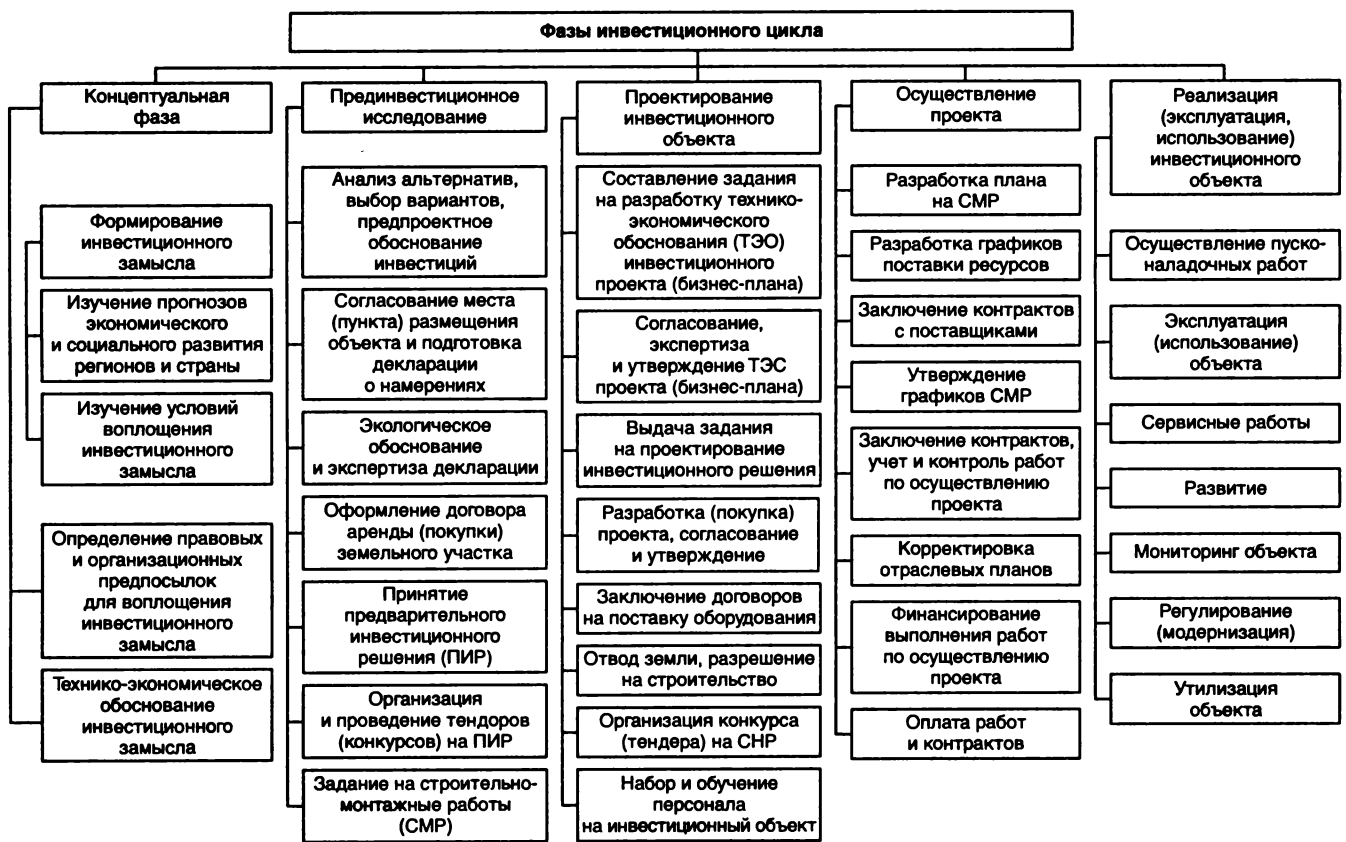 Фазы инвестиционного цикла
Концептуальная
фаза
Формирование
инвестиционного
замысла
Изучение прогнозов
экономического
и социального развития
регионов и страны
Изучение условий
воплощения
инвестиционного
замысла
Определение правовых
и организационных
предпосылок
для воплощения
инвестиционного
замысла
Технико-экономическое
обоснование
инвестиционного
замысла
Прединвестиционное
исследование
Анализ альтернатив,
выбор вариантов,
предпроектное
обоснование
инвестиций
Согласование места
(пункта) размещения
объекта и подготовка
декларации
о намерениях
Экологическое
обоснование
и экспертиза декларации
Оформление договора
аренды (покупки)
земельного участка
Принятие
предварительного
инвестиционного
решения (ПИР)
Организация
и проведение тендоров
(конкурсов) на ПИР
Задание на строительно-
монтажные работы
(СМР)
Проектирование
инвестиционного
объекта
Составление задания
на разработку технико-
экономического
обоснования (ТЭО)
инвестиционного
проекта (бизнес-плана)
Согласование,
экспертиза
и утверждение ТЭС
проекта (бизнес-плана)
Выдача задания
на проектирование
инвестиционного решения
Разработка (покупка)
проекта, согласование
и утверждение
Заключение договоров
на поставку оборудования
Отвод земли, разрешение
на строительство
Организация конкурса
(тендера) на СНР
Набор и обучение
персонала
на инвестиционный объект
Осуществление
проекта
Разработка плана
на СМР
Разработка графиков
поставки ресурсов
Заключение контрактов
с поставщиками
Утверждение
графиков СМР
Заключение контрактов,
учет и контроль работ
по осуществлению
проекта
Корректировка
отраслевых планов
Финансирование
выполнения работ
по осуществлению
проекта
Оплата работ
и контрактов
Реализация
(эксплуатация,
использование)
инвестиционного
объекта
Осуществление пуско-
наладочных работ
Эксплуатация
(использование)
объекта
Сервисные работы
Развитие
Мониторинг объекта
Регулирование
(модернизация)
Утилизация
объекта